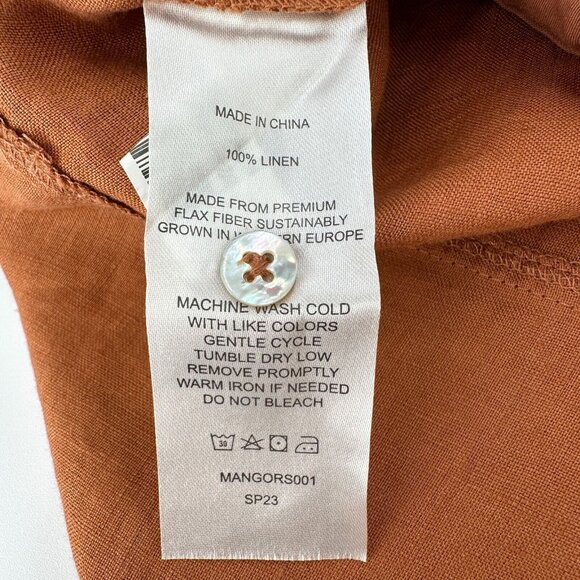 MADE IN CHINA
100% LINEN
MADE FROM PREMIUM
FLAX FIBER SUSTAINABLY
GROWN IN EUROPE
MACHINE WASH COLD
WITH LIKE COLORS
GENTLE CYCLE
TUMBLE DRY LOW
REMOVE PROMPTLY
WARM IRON IF NEEDED
DO NOT BLEACH
30
MANGORS001
SP23